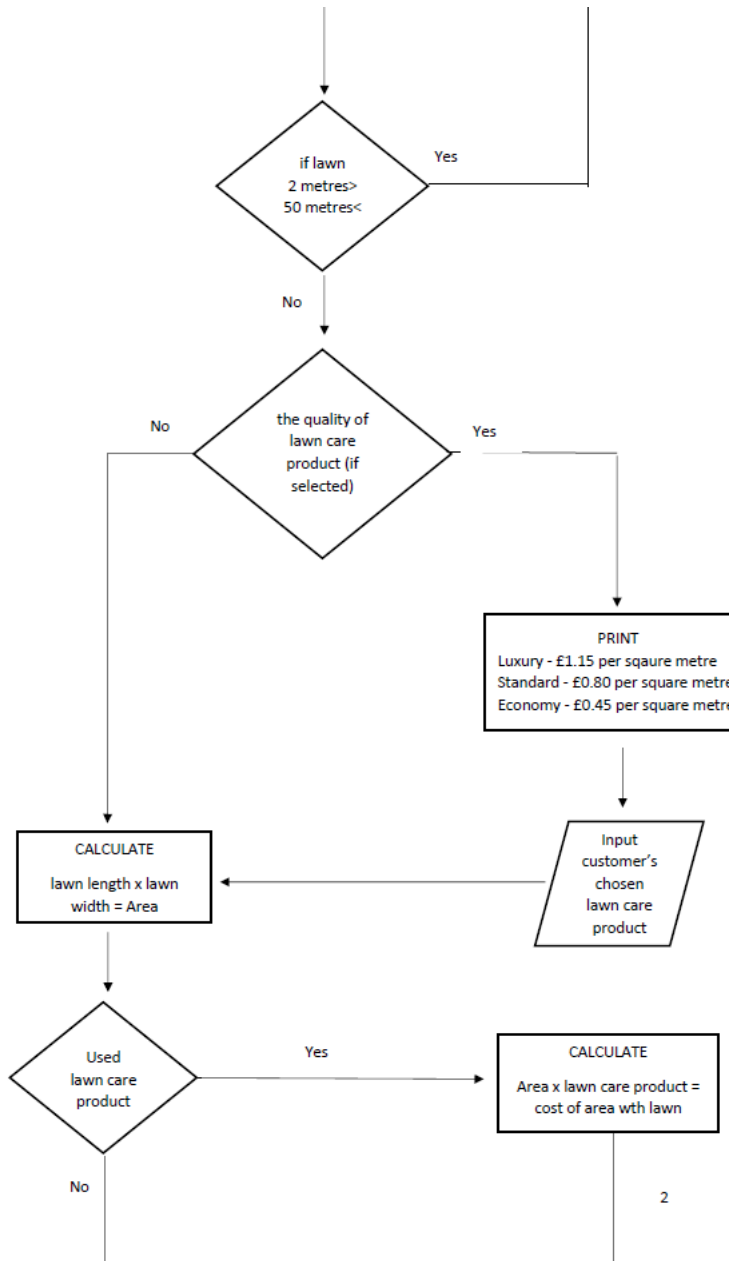 if lawn
2 metres>
50 metres<
Yes
No
the quality of
lawn care
product (if
selected)
No
Yes
PRINT
Luxury - £1.15 per sqaure metre
Standard - £0.80 per square metre
Economy - £0.45 per square metre
CALCULATE
lawn length x lawn
width = Area
Input
customer's
chosen
lawn care
product
Used
lawn care
product
Yes
CALCULATE
Area x lawn care product =
cost of area wth lawn
No
2